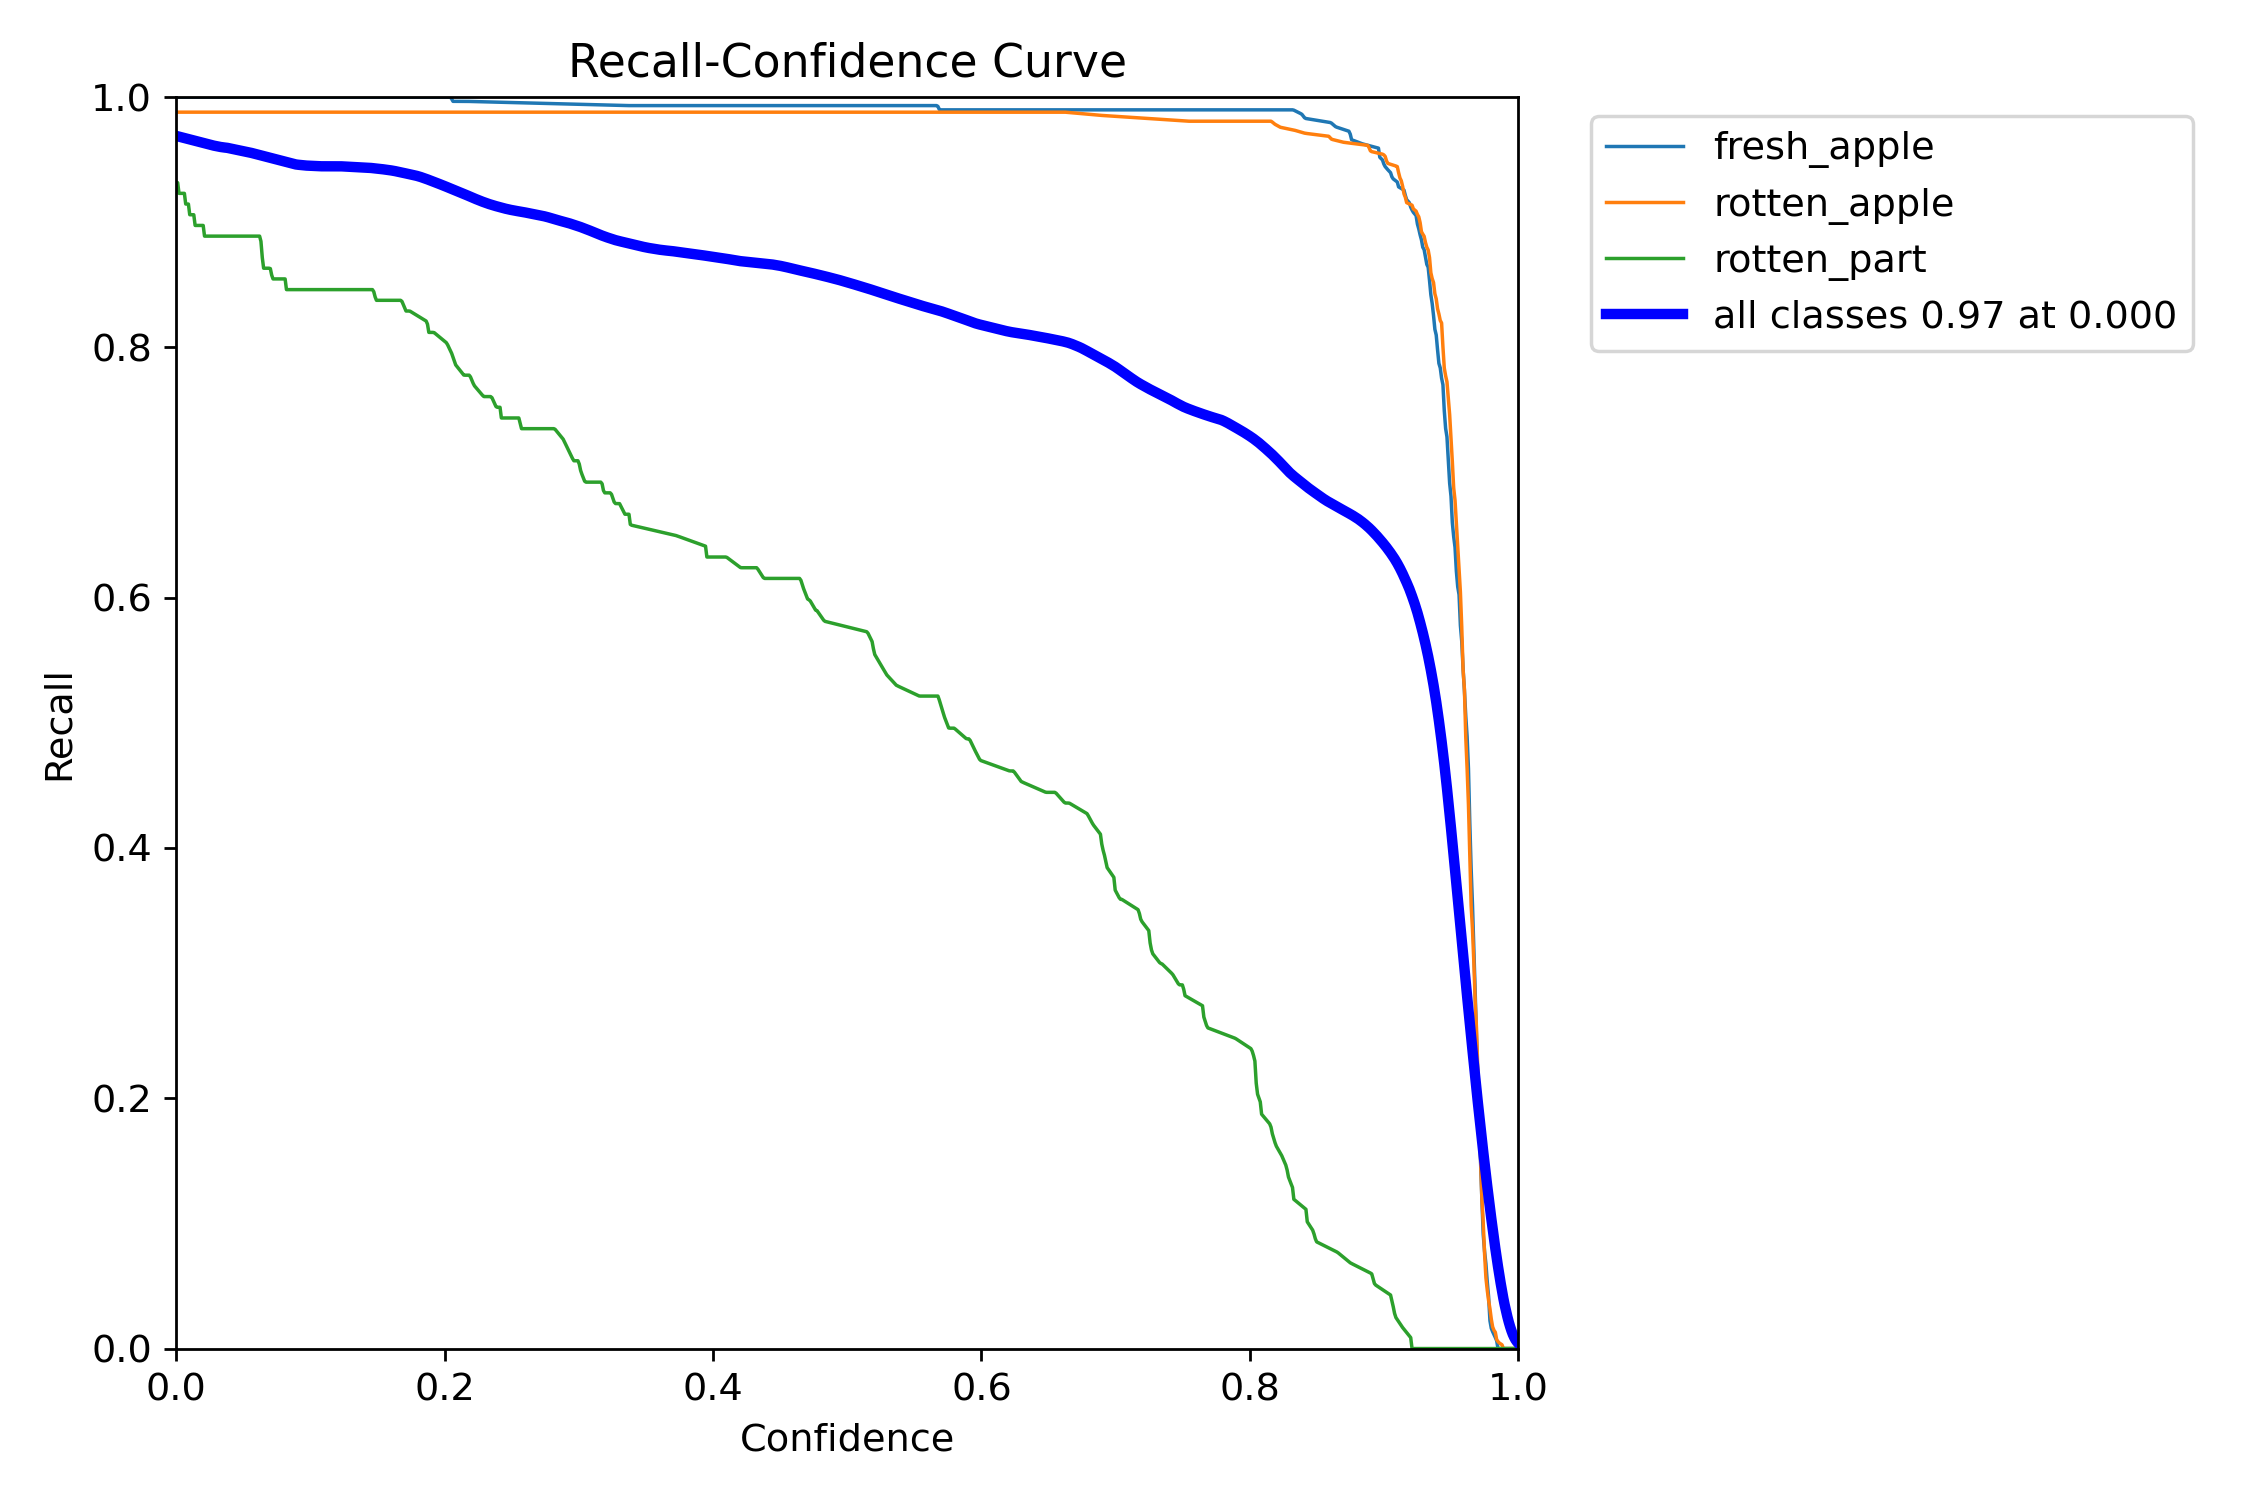 Recall-Confidence Curve
1.0
0.8
0.6
0.4
0.2
0.0
Recall
0.0 0.2 0.4 0.6 0.8 1.0
Confidence
fresh_apple
rotten_apple
rotten_part
all classes 0.97 at 0.000